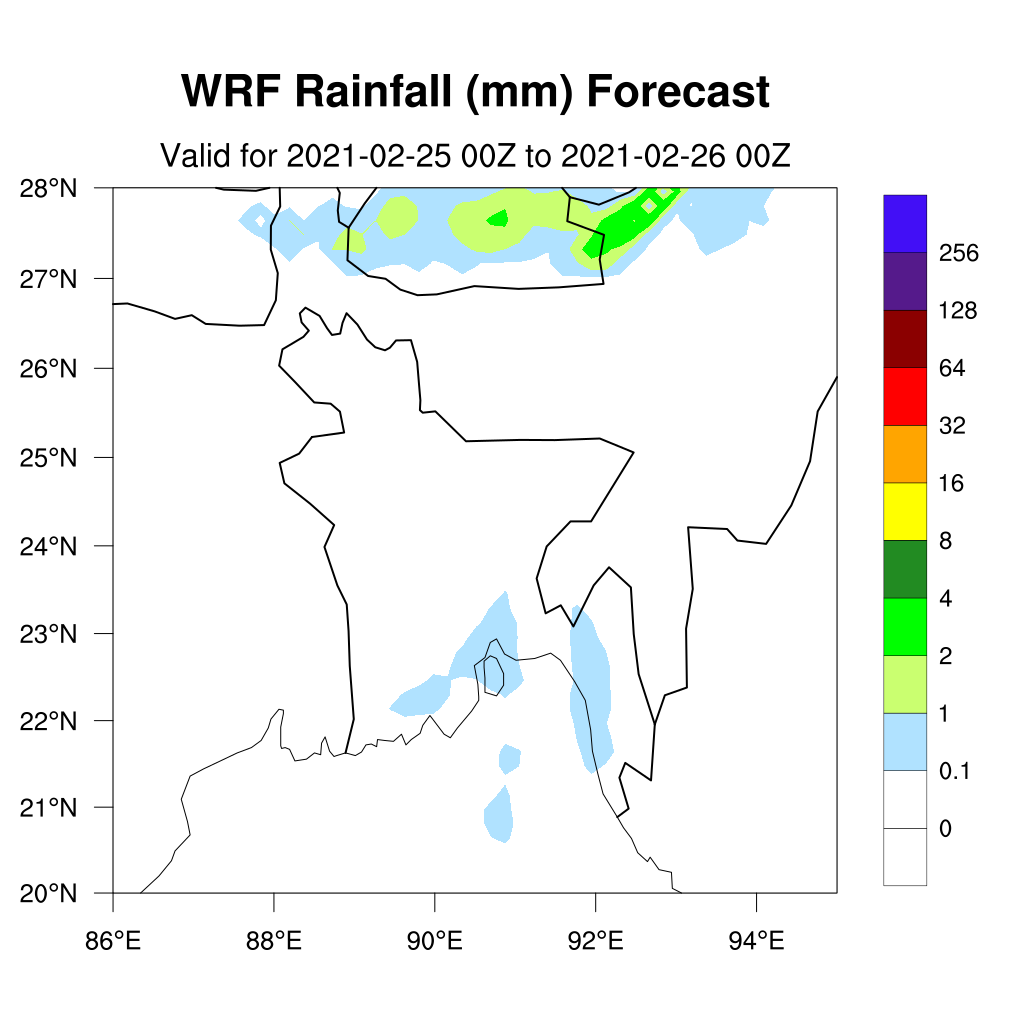 WRF Rainfall (mm) Forecast
Valid for 2021-02-25 00Z to 2021-02-26 00Z
28°N
27°N
26°N
25°N
24°N
23°N
22°N
21°N
20°N
86°E
88°E
90°E
92°E
94°E
256
128
64
32
16
8
4
2
1
0.1
0